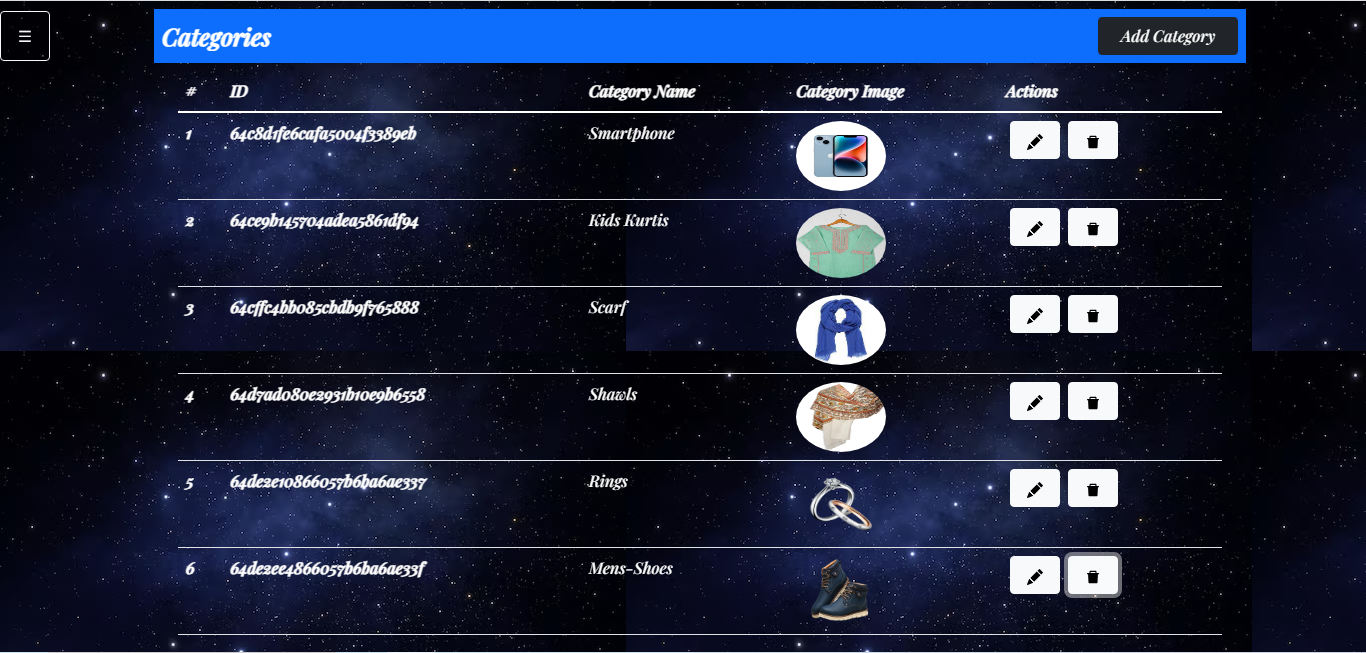 ☰
Categories
Add Category
# ID Category Name Category Image Actions
1 64c8d1fe6cafa5004f3389eb Smartphone
2 64ce9b145704adea5861df94 Kids Kurtis
3 64cffc4bb085cbdb9f765888 Scarf
4 64d7ad080e2931b10e9b6558 Shawls
5 64de2e10866057b6ba6ae337 Rings
6 64de2ee4866057b6ba6ae33f Mens-Shoes